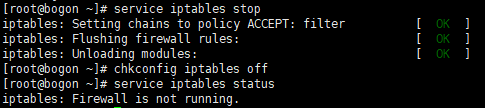 [root@bogon ~]# service iptables stop
iptables: Setting chains to policy ACCEPT: filter          [  OK  ]
iptables: Flushing firewall rules:                         [  OK  ]
iptables: Unloading modules:                               [  OK  ]
[root@bogon ~]# chkconfig iptables off
[root@bogon ~]# service iptables status
iptables: Firewall is not running.